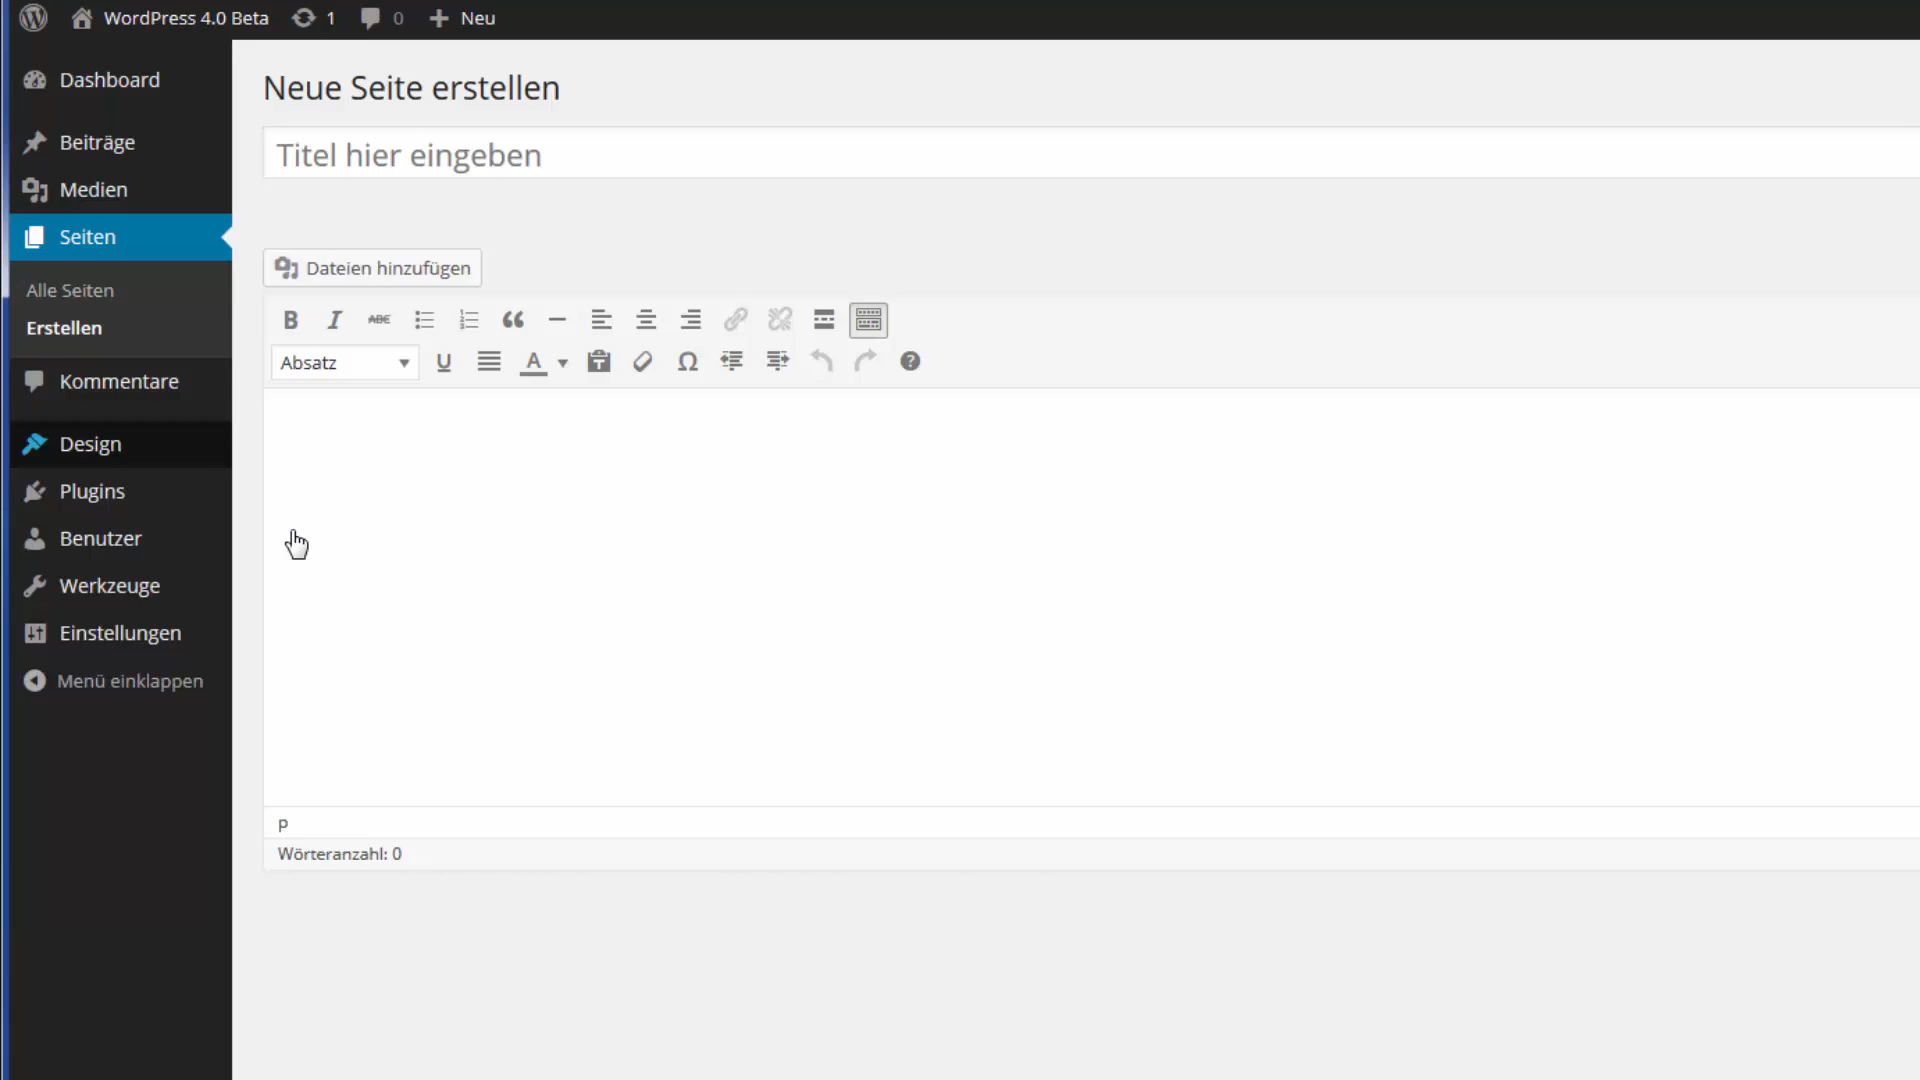 WordPress 4.0 Beta 1 0 Neu
Dashboard
Beiträge
Medien
Seiten
Alle Seiten
Erstellen
Kommentare
Design
Plugins
Benutzer
Werkzeuge
Einstellungen
Menü einklappen
Neue Seite erstellen
Titel hier eingeben
Dateien hinzufügen
B I ABC
Absatz U A Ω ?
p
Wörteranzahl: 0